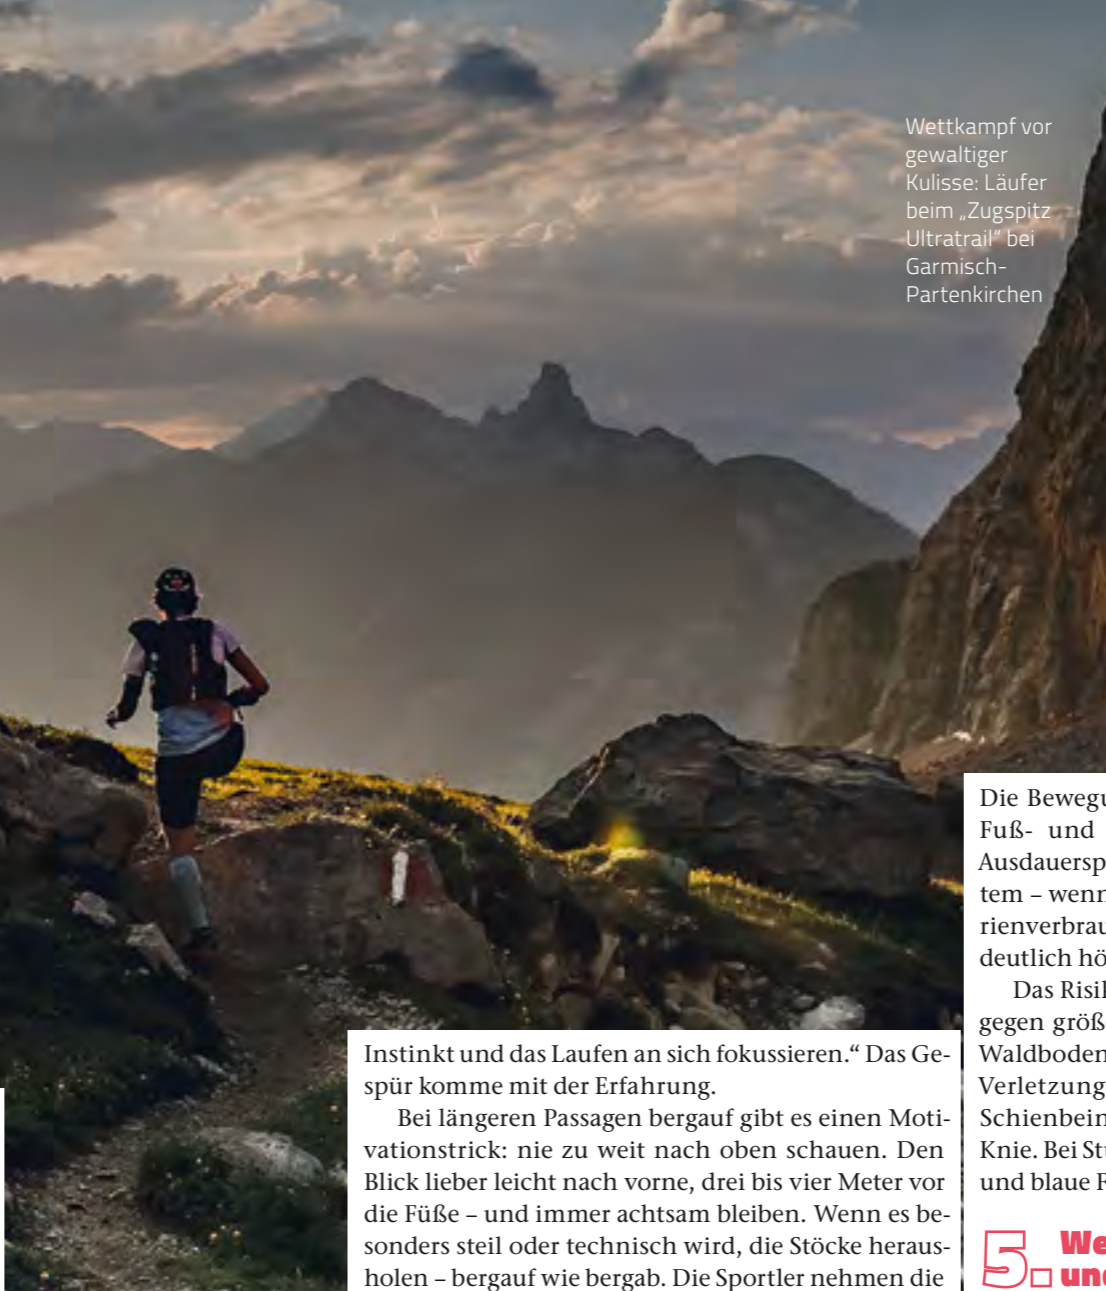 Wettkampf vor
gewaltiger
Kulisse: Läufer
beim „Zugspitz
Ultratrail“ bei
Garmisch-
Partenkirchen
Instinkt und das Laufen an sich fokussieren.“ Das Ge-
spür komme mit der Erfahrung.
Bei längeren Passagen bergauf gibt es einen Moti-
vationstrick: nie zu weit nach oben schauen. Den
Blick lieber leicht nach vorne, drei bis vier Meter vor
die Füße – und immer achtsam bleiben. Wenn es be-
sonders steil oder technisch wird, die Stöcke heraus-
holen – bergauf wie bergab. Die Sportler nehmen die
Die Bewegu
Fuß- und
Ausdauersp
tem – wenn
rienverbrau
deutlich hö
Das Risik
gegen größ
Waldboden
Verletzung
Schienbein
Knie. Bei Stü
und blaue F
5. We
und